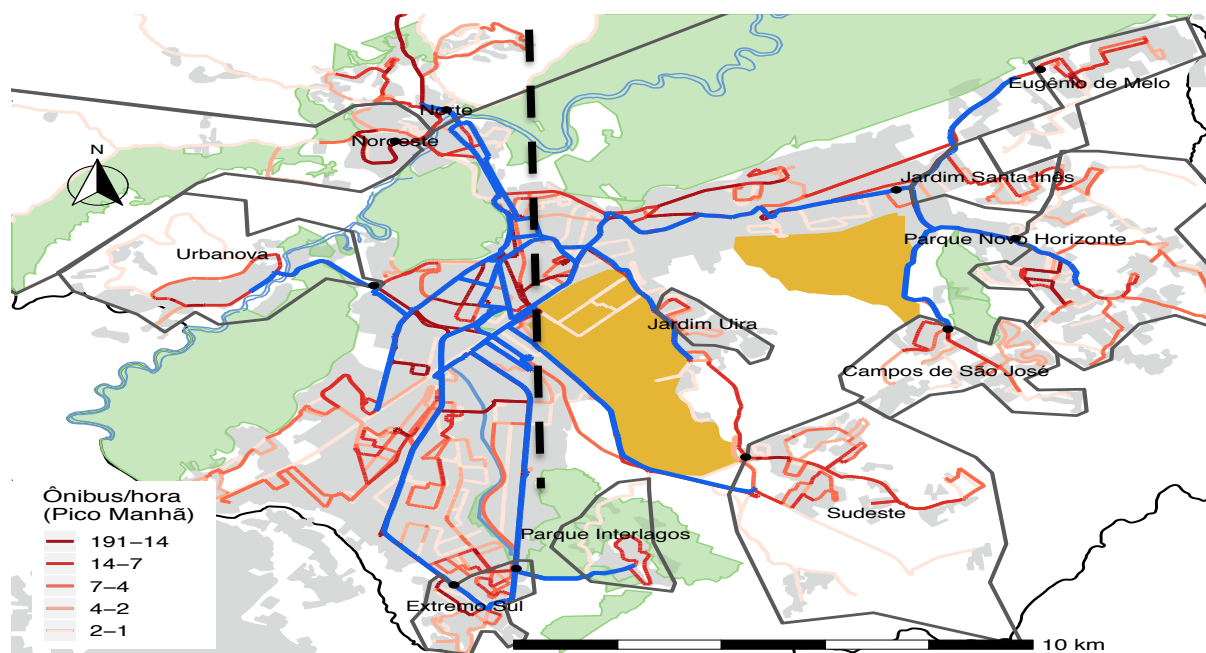 Eugênio de Melo
Norte
Noroeste
N
Jardim Santa Inês
Parque Novo Horizonte
Urbanova
Jardim Uira
Campos de São José
Ônibus/hora
(Pico Manhã)
191−14
14−7
7−4
4−2
2−1
Sudeste
Parque Interlagos
Extremo Sul
10 km